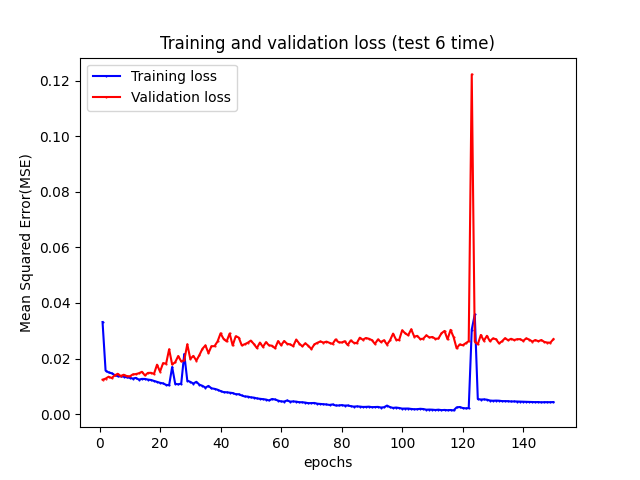 Training and validation loss (test 6 time)
Training loss
Validation loss
Mean Squared Error(MSE)
0.12
0.10
0.08
0.06
0.04
0.02
0.00
0 20 40 60 80 100 120 140
epochs